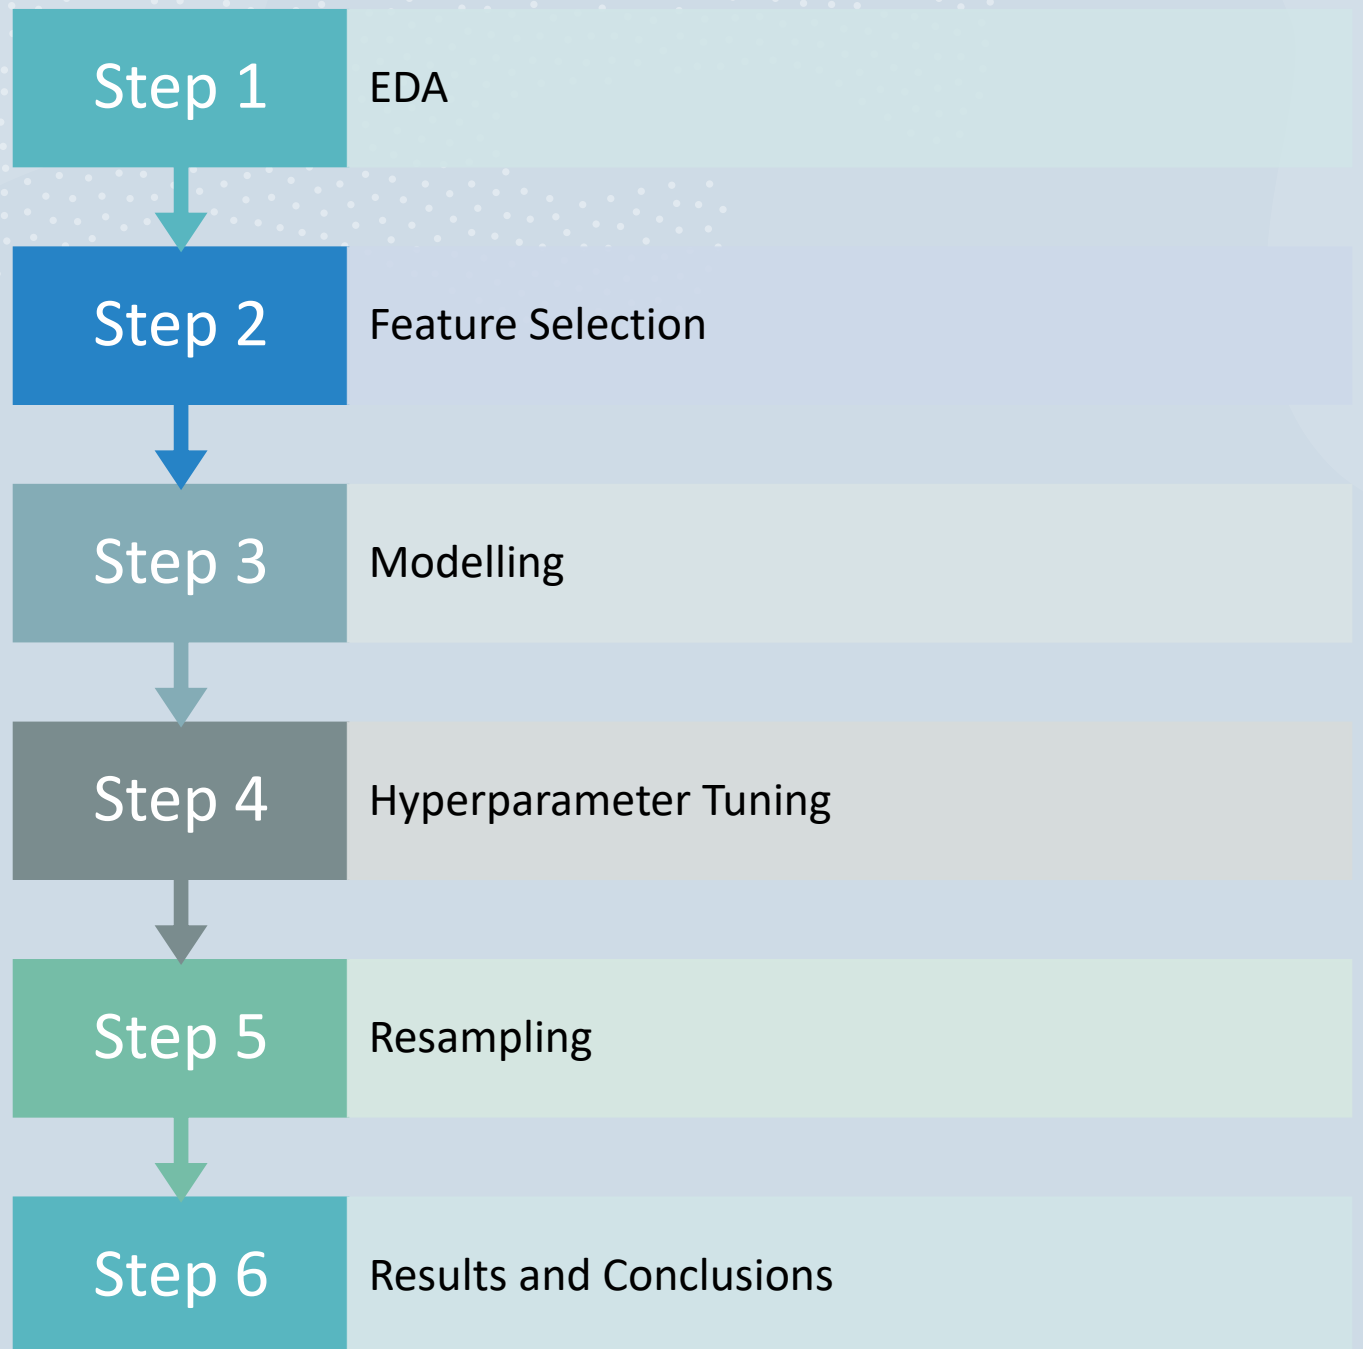 Step 1
EDA
Step 2
Feature Selection
Step 3
Modelling
Step 4
Hyperparameter Tuning
Step 5
Resampling
Step 6
Results and Conclusions